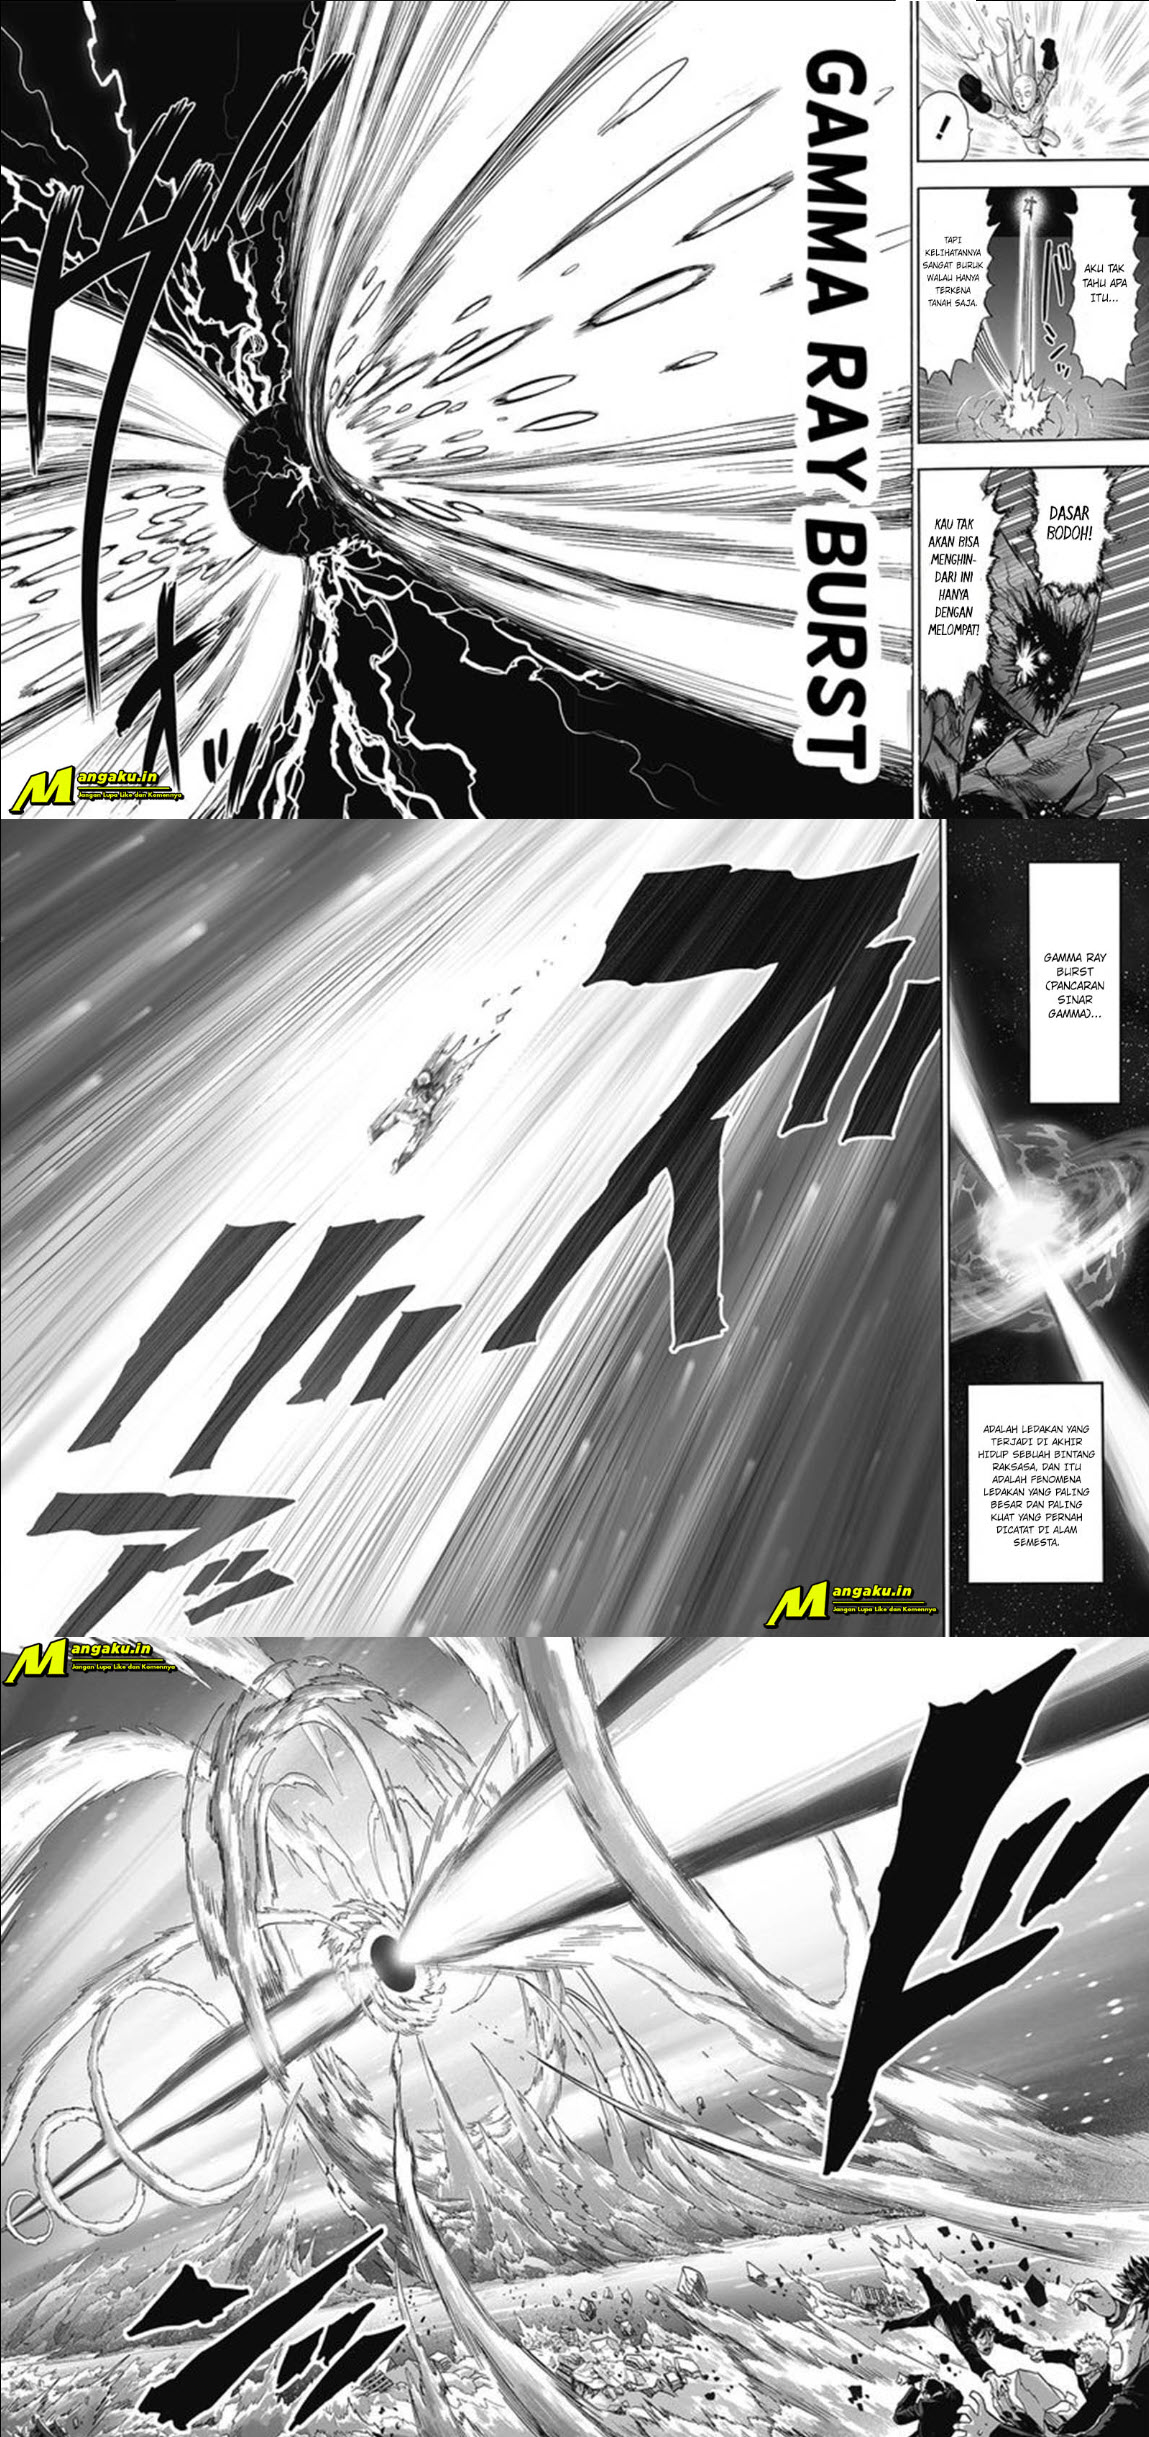 !
AKU TAK
TAHU APA
ITU...
TAPI
KELIHATANNYA
SANGAT BURUK
WALAU HANYA
TERKENA
TANAH SAJA.
DASAR
BODOH!
KAU TAK
AKAN BISA
MENGHIN-
DARI INI
HANYA
DENGAN
MELOMPAT!
GAMMA RAY BURST
Mangaku.in
Jangan Lupa Like dan Komennya
GAMMA RAY
BURST
(PANCARAN
SINAR
GAMMA)...
ADALAH LEDAKAN YANG
TERJADI DI AKHIR
HIDUP SEBUAH BINTANG
RAKSASA, DAN ITU
ADALAH FENOMENA
LEDAKAN YANG PALING
BESAR DAN PALING
KUAT YANG PERNAH
DICATAT DI ALAM
SEMESTA.
Mangaku.in
Jangan Lupa Like dan Komennya
Mangaku.in
Jangan Lupa Like dan Komennya